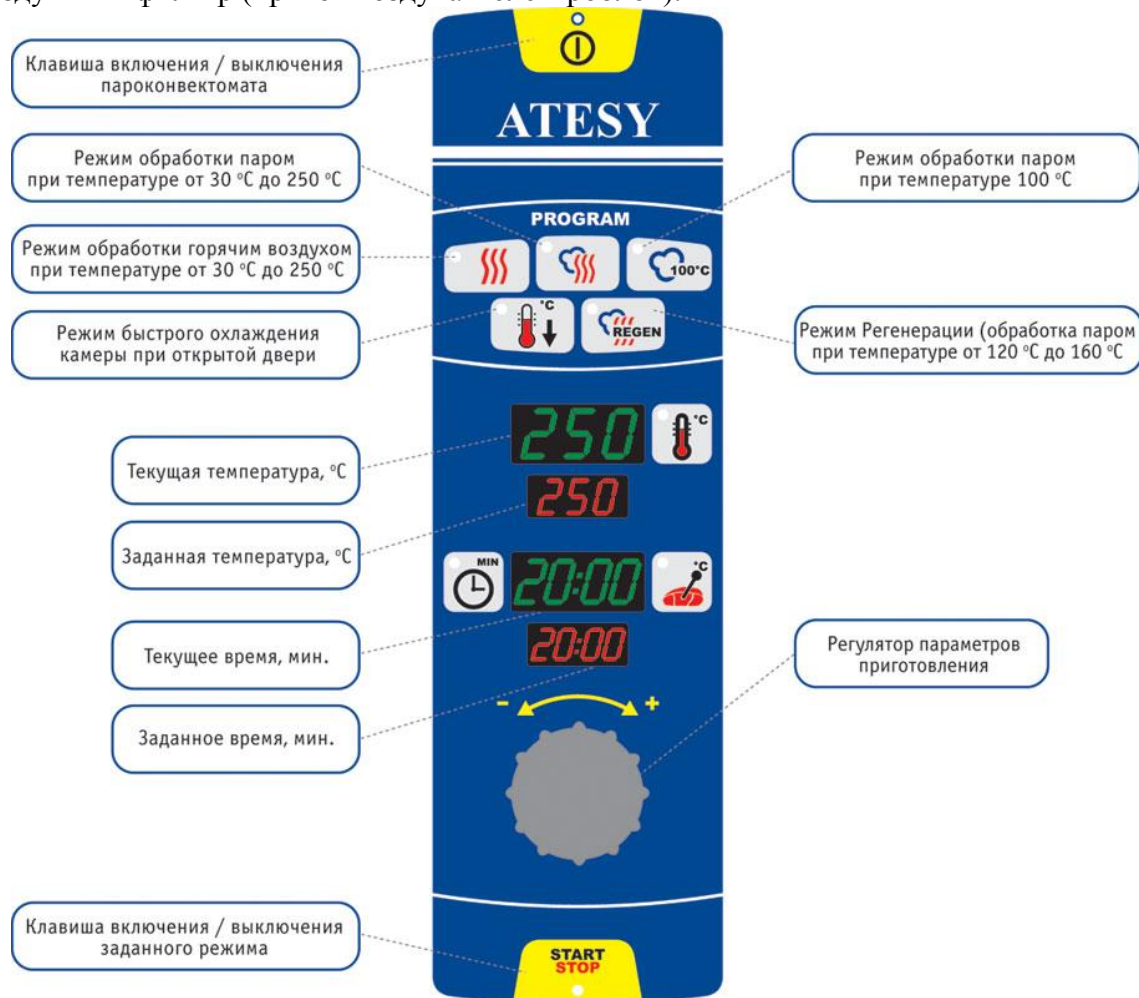 Клавиша включения / выключения
пароконвектомата
ATESY
Режим обработки паром
при температуре от 30 °C до 250 °C
Режим обработки паром
при температуре 100 °C
PROGRAM
Режим обработки горячим воздухом
при температуре от 30 °C до 250 °C
100°C
Режим быстрого охлаждения
камеры при открытой двери
°C
REGEN
Режим Регенерации (обработка паром
при температуре от 120 °C до 160 °C
250
°C
Текущая температура, °C
250
Заданная температура, °C
MIN
20:00
°C
Текущее время, мин.
20:00
Регулятор параметров
приготовления
- +
Заданное время, мин.
Клавиша включения / выключения
заданного режима
START
STOP